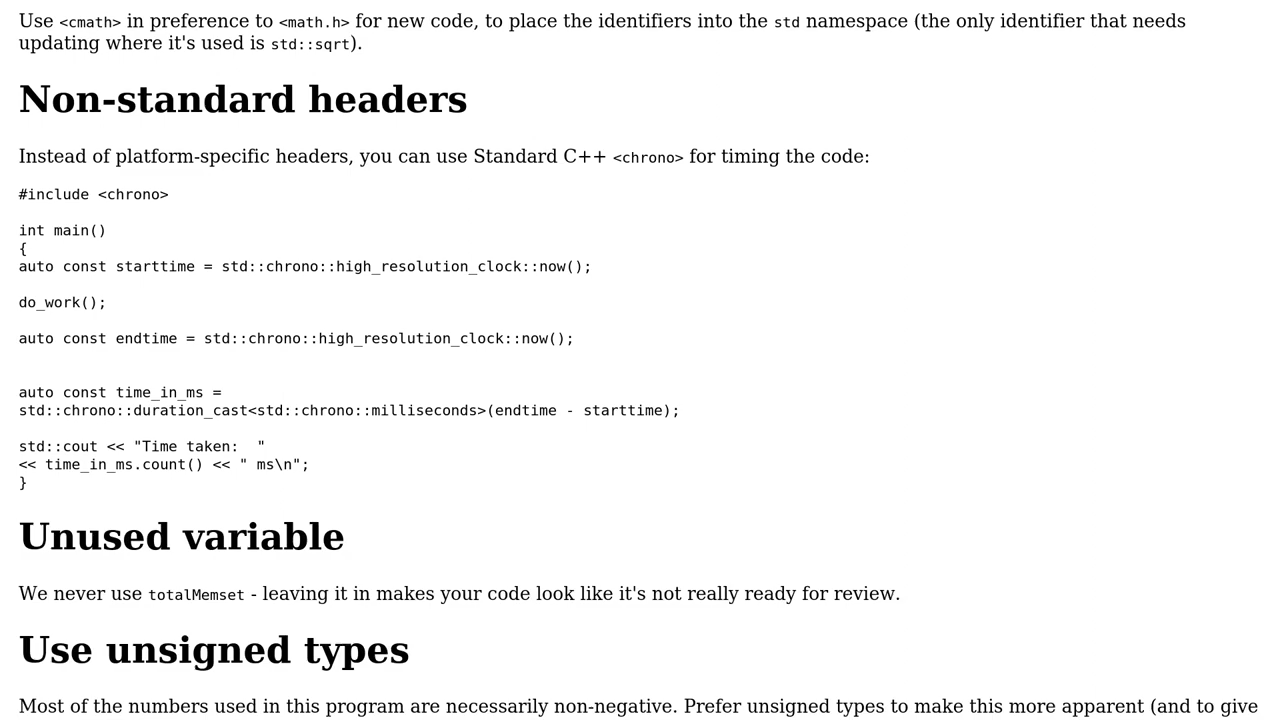 Use <cmath> in preference to <math.h> for new code, to place the identifiers into the std namespace (the only identifier that needs
updating where it's used is std::sqrt).
Non-standard headers
Instead of platform-specific headers, you can use Standard C++ <chrono> for timing the code:
#include <chrono>
int main()
{
auto const starttime = std::chrono::high_resolution_clock::now();
do_work();
auto const endtime = std::chrono::high_resolution_clock::now();
auto const time_in_ms =
std::chrono::duration_cast<std::chrono::milliseconds>(endtime - starttime);
std::cout << "Time taken:  "
<< time_in_ms.count() << " ms\n";
}
Unused variable
We never use totalMemset - leaving it in makes your code look like it's not really ready for review.
Use unsigned types
Most of the numbers used in this program are necessarily non-negative. Prefer unsigned types to make this more apparent (and to give